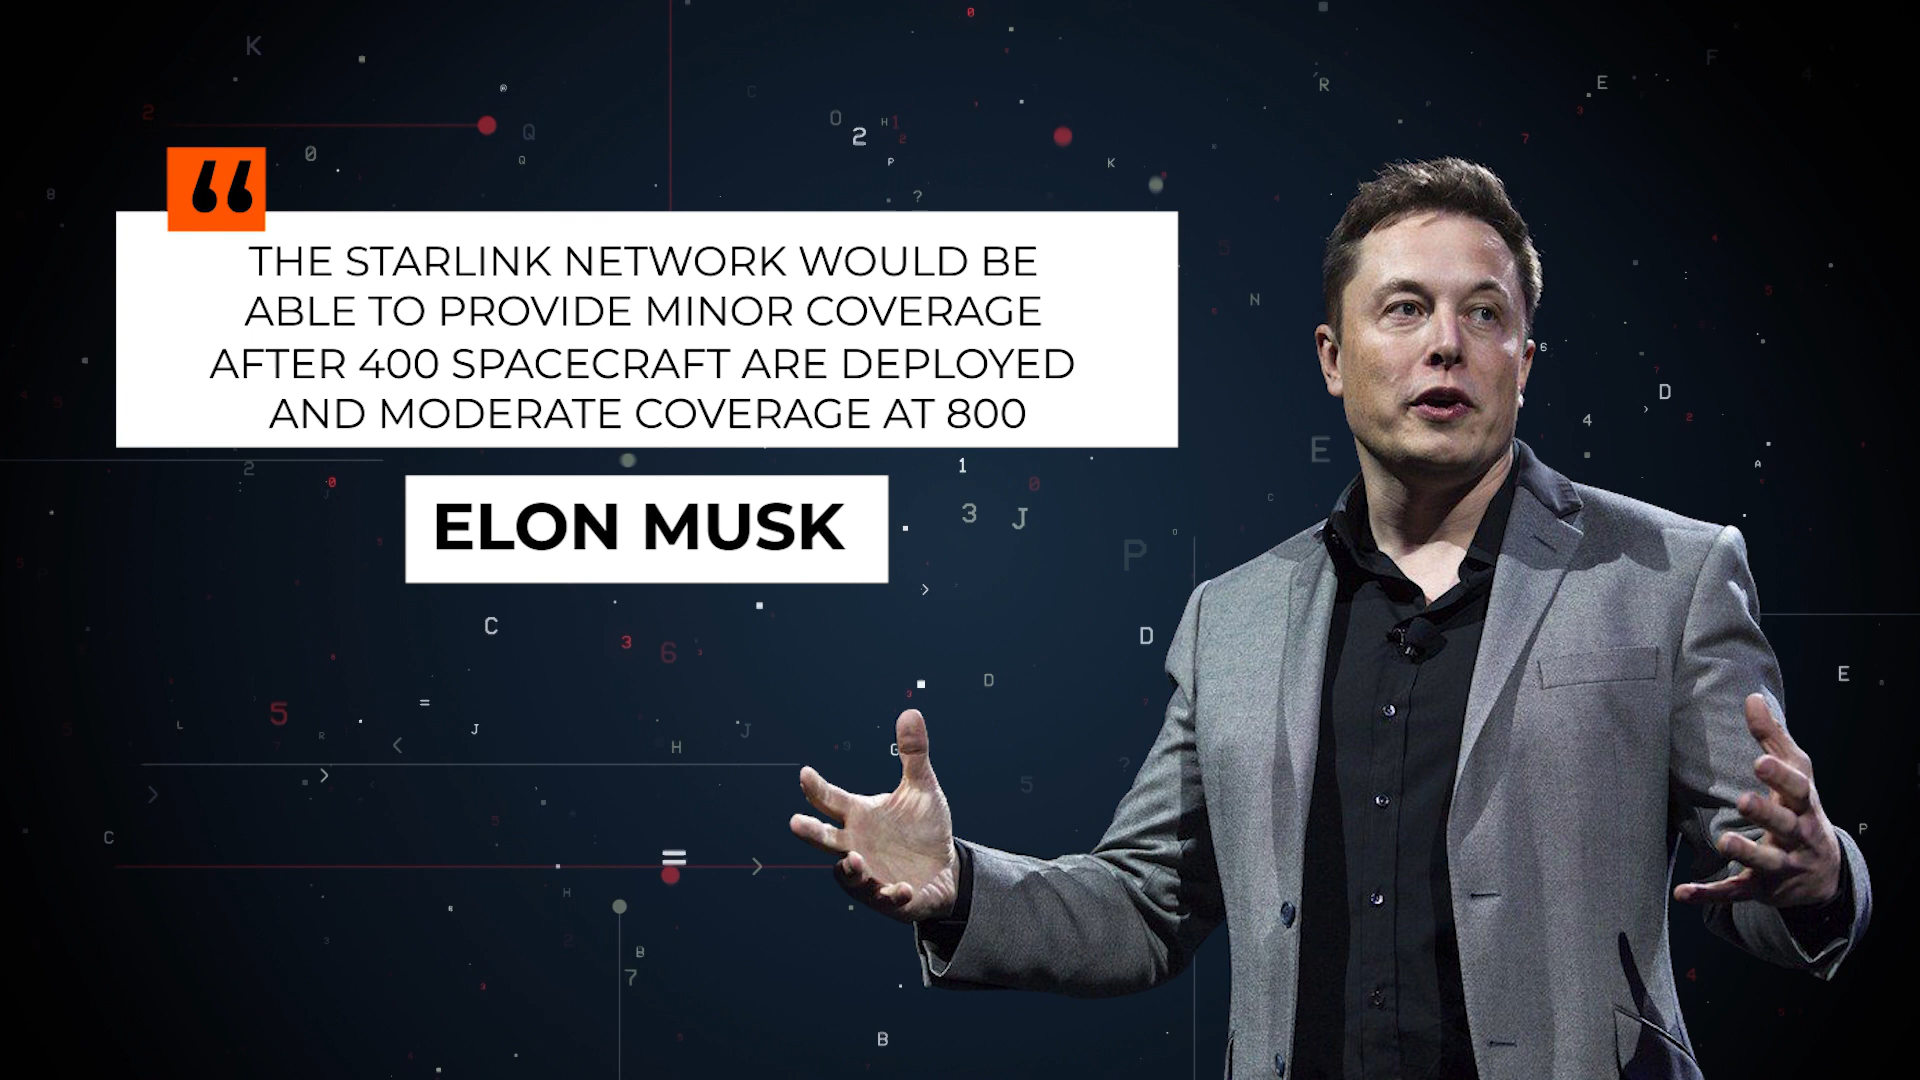 “
THE STARLINK NETWORK WOULD BE
ABLE TO PROVIDE MINOR COVERAGE
AFTER 400 SPACECRAFT ARE DEPLOYED
AND MODERATE COVERAGE AT 800
ELON MUSK